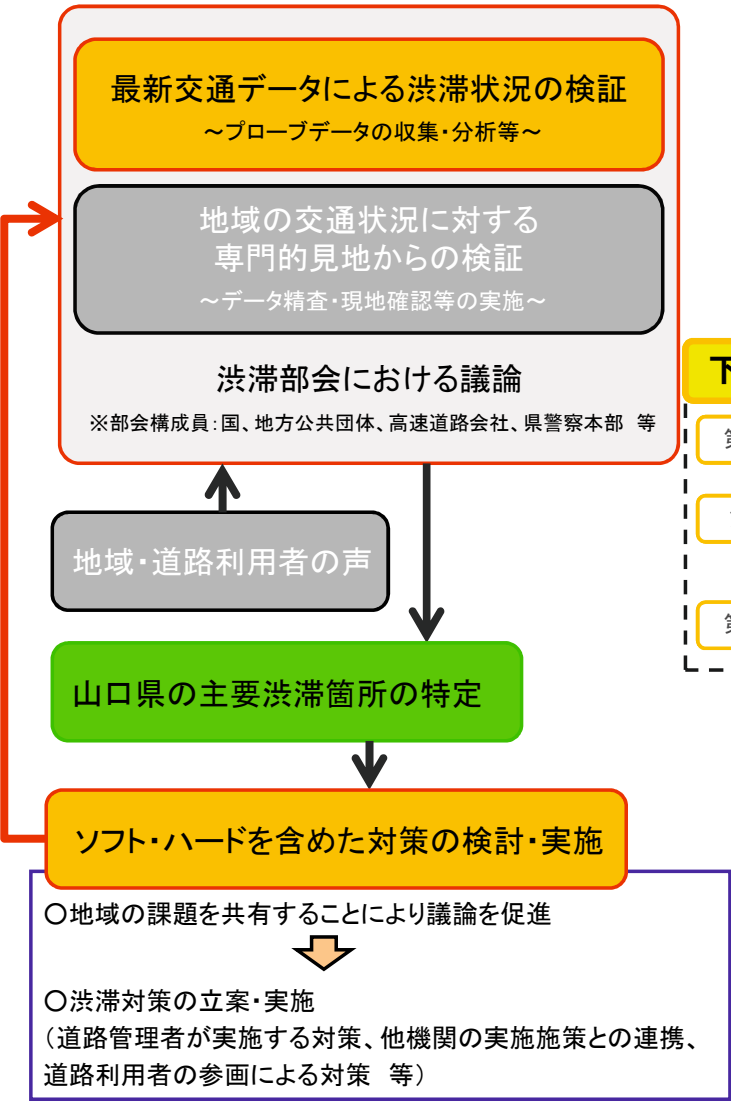 最新交通データによる渋滞状況の検証
～プローブデータの収集・分析等～
地域の交通状況に対する
専門的見地からの検証
～データ精査・現地確認等の実施～
渋滞部会における議論
※部会構成員：国、地方公共団体、高速道路会社、県警察本部　等
地域・道路利用者の声
山口県の主要渋滞箇所の特定
ソフト・ハードを含めた対策の検討・実施
○地域の課題を共有することにより議論を促進
○渋滞対策の立案・実施
（道路管理者が実施する対策、他機関の実施施策との連携、
道路利用者の参画による対策　等）